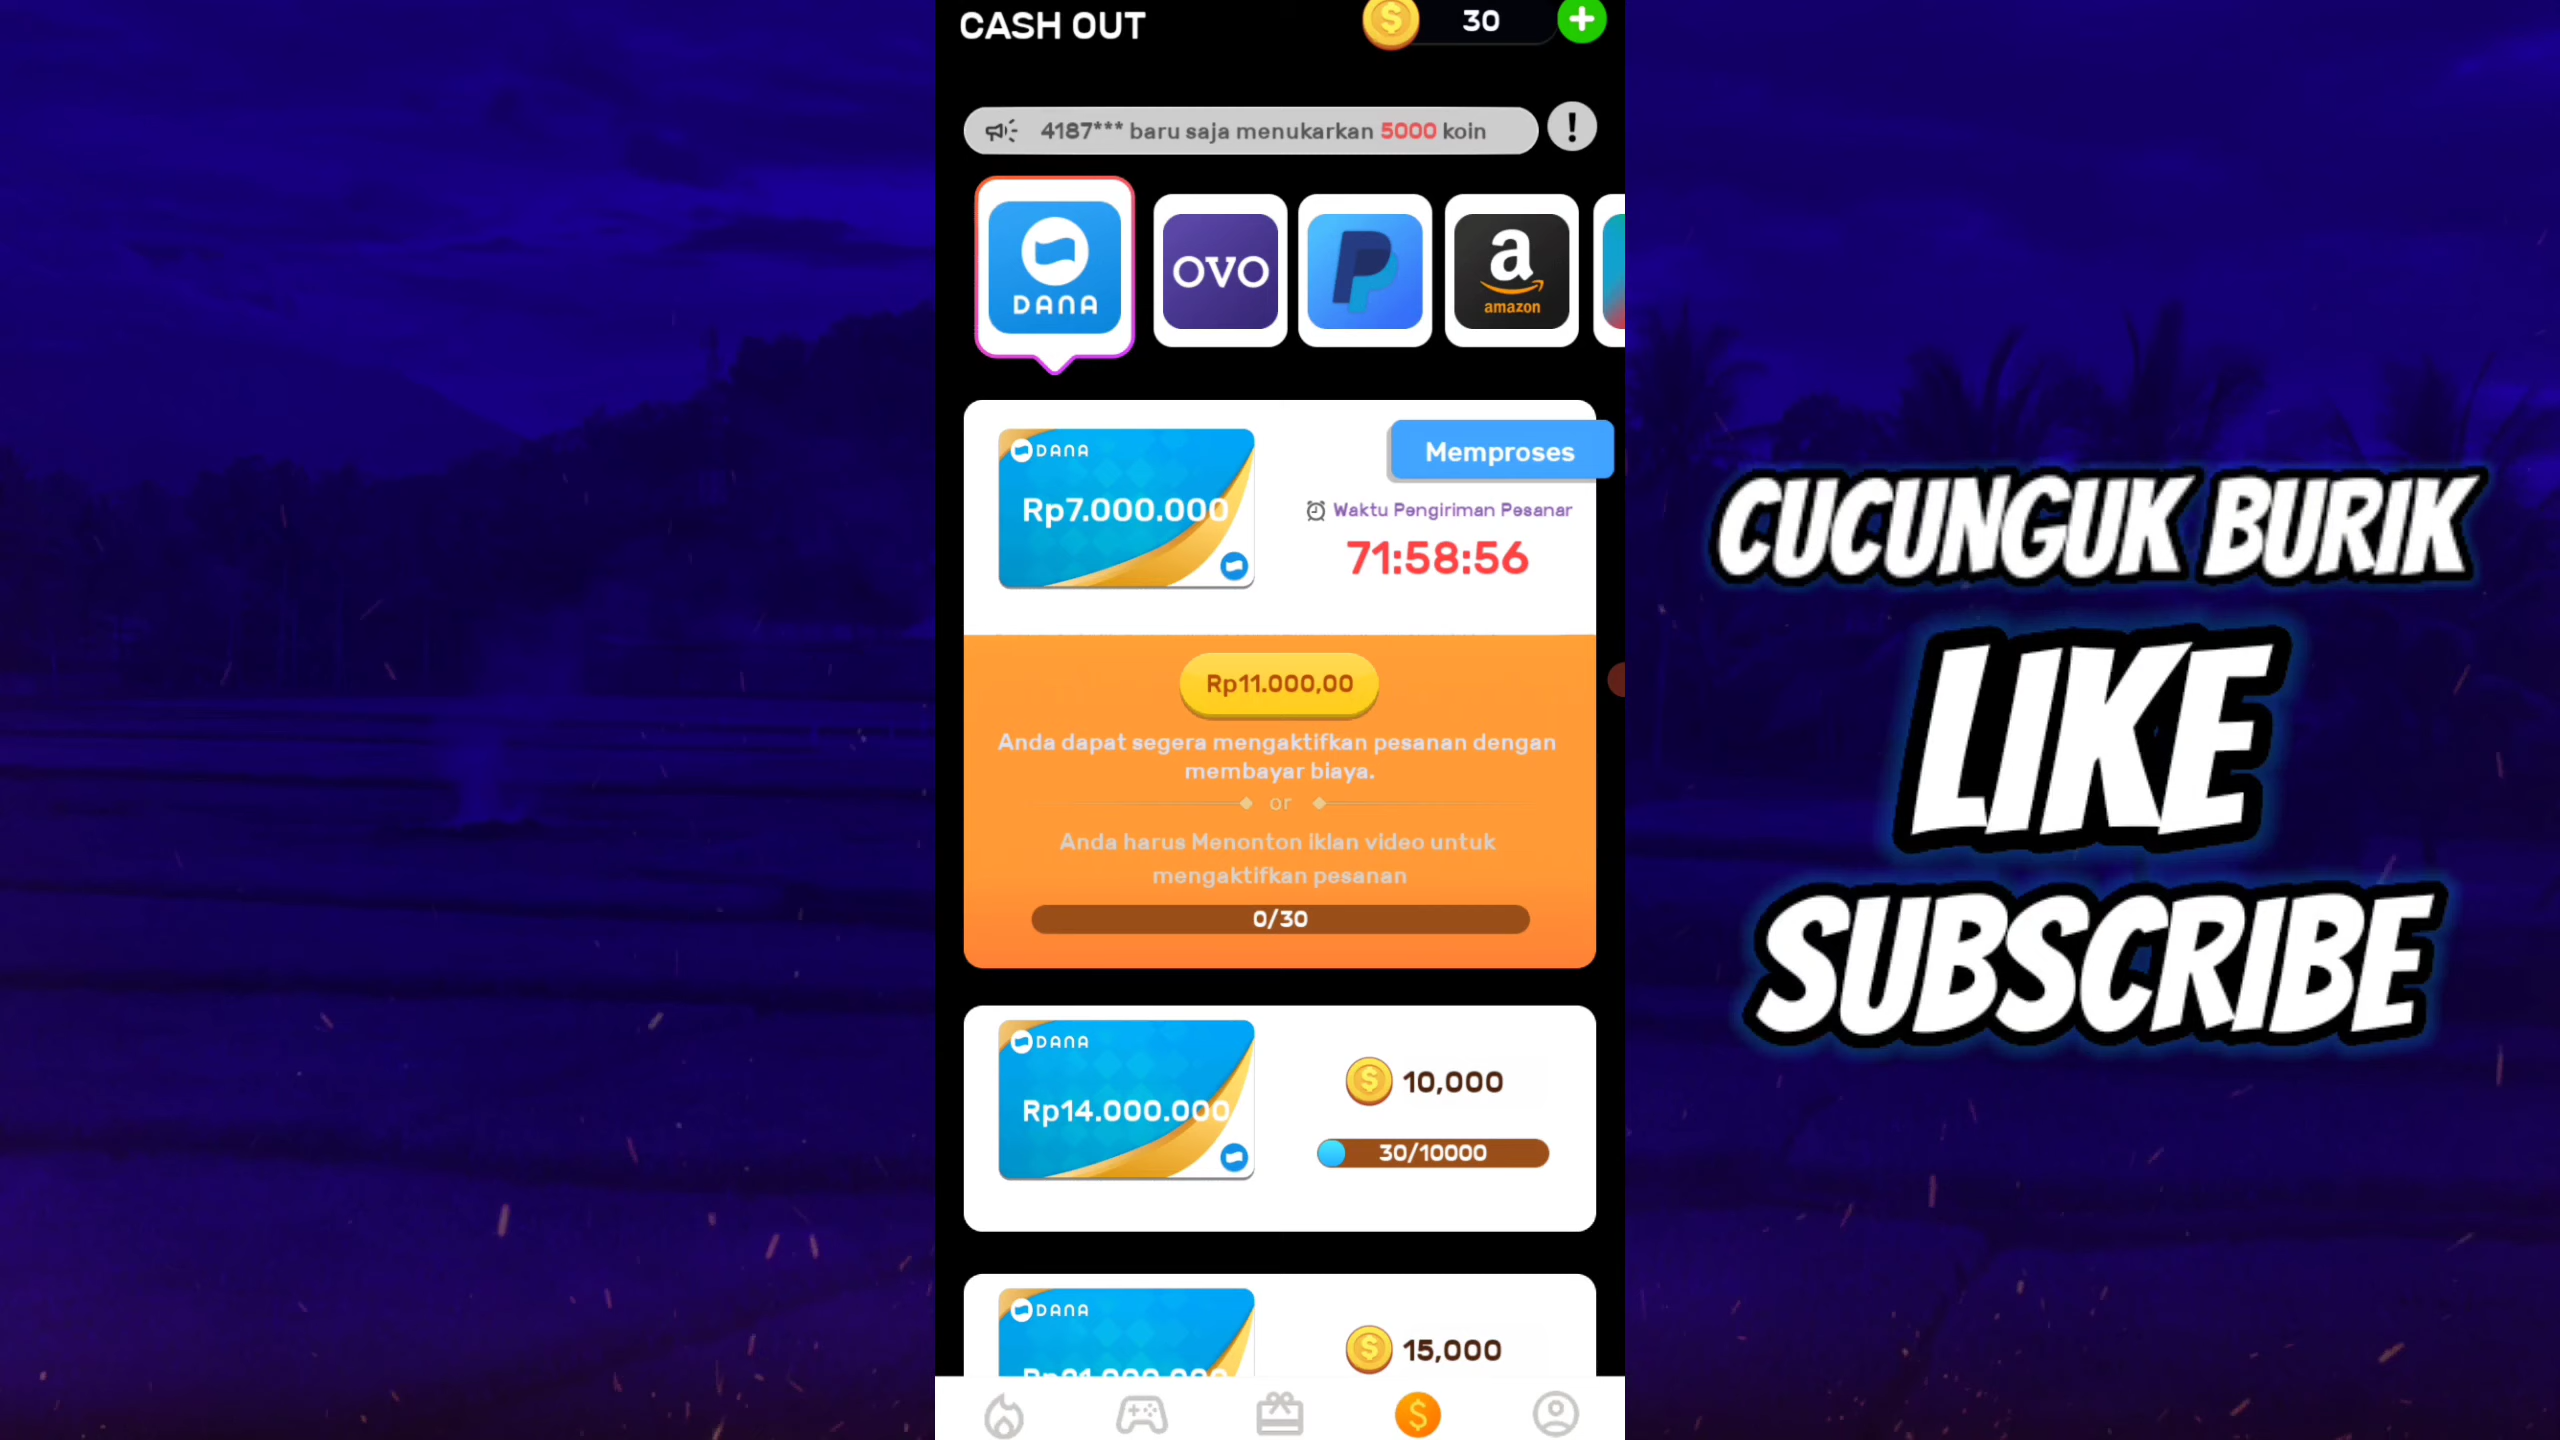 CASH OUT
30
4187*** baru saja menukarkan 5000 koin
DANA
OVO
a
amazon
DANA
Rp7.000.000
Memproses
Waktu Pengiriman Pesanar
71:58:56
Rp11.000,00
Anda dapat segera mengaktifkan pesanan dengan
membayar biaya.
or
Anda harus Menonton iklan video untuk
mengaktifkan pesanan
0/30
DANA
Rp14.000.000
10,000
30/10000
DANA
15,000
CUCUNGUK BURIK
LIKE
SUBSCRIBE